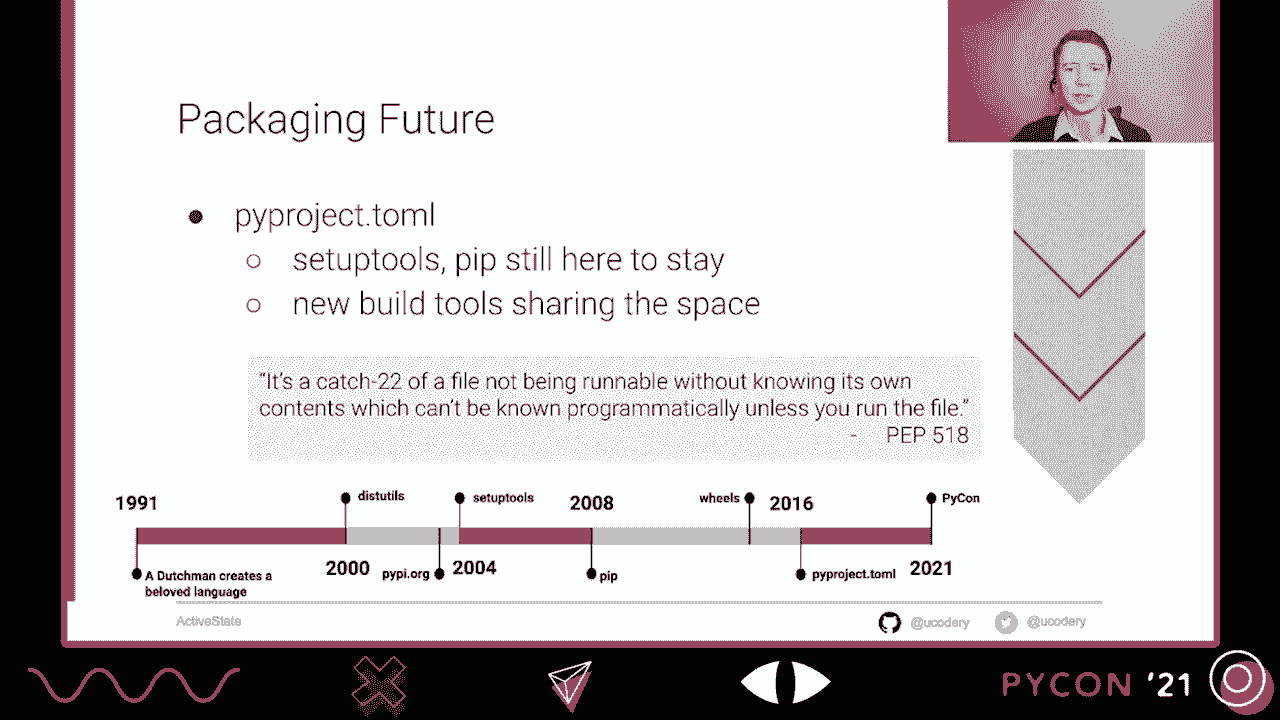 Packaging Future
pyproject.toml
setuptools, pip still here to stay
new build tools sharing the space
“It’s a catch-22 of a file not being runnable without knowing its own
contents which can’t be known programmatically unless you run the file.”
- PEP 518
1991
distutils
setuptools
2008
wheels
2016
PyCon
A Dutchman creates a
beloved language
2000
pypi.org
2004
pip
pyproject.toml
2021
ActiveState
@ucodery
@ucodery
PYCON ’21